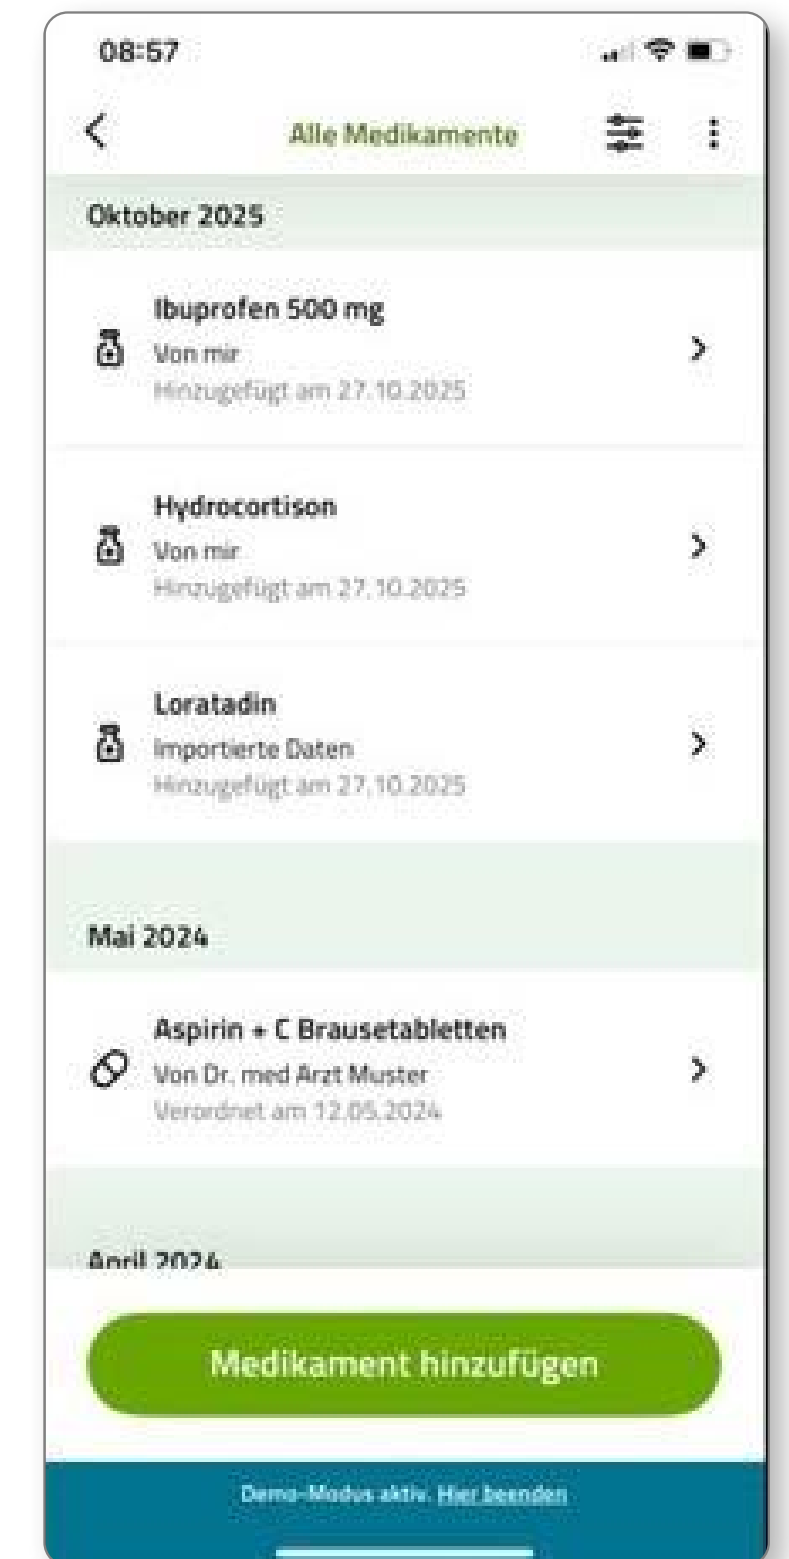 08:57
Alle Medikamente
Oktober 2025
Ibuprofen 500 mg
Von mir
Hinzugefügt am 27.10.2025
Hydrocortison
Von mir
Hinzugefügt am 27.10.2025
Loratadin
Importierte Daten
Hinzugefügt am 27.10.2025
Mai 2024
Aspirin + C Brausetabletten
Von Dr. med Arzt Muster
Verordnet am 12.05.2024
April 2024
Medikament hinzufügen
Demo-Modus aktiv. Hier beenden